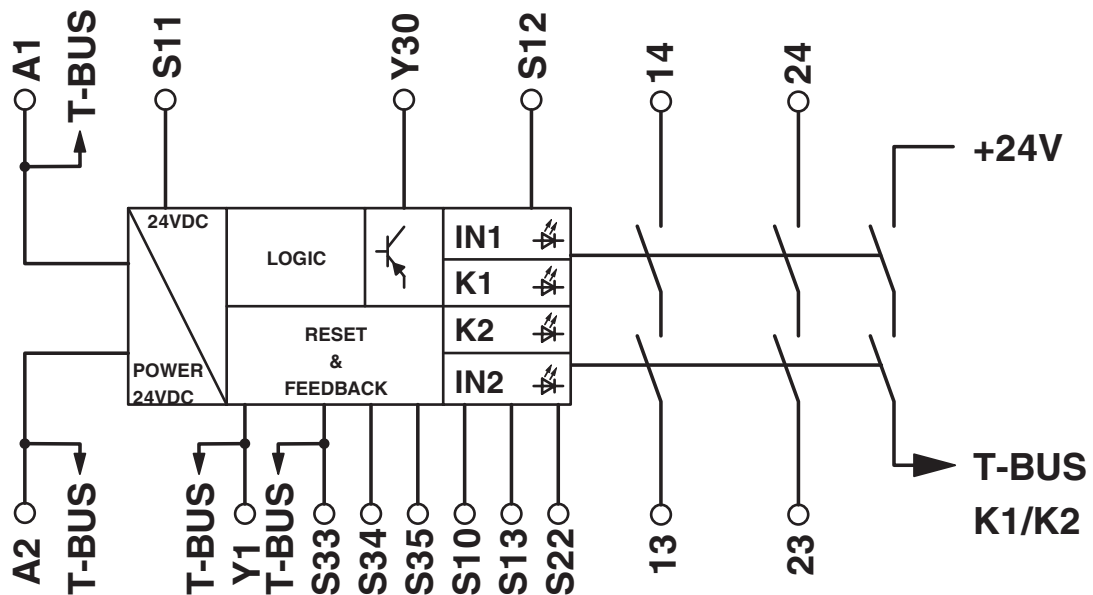 A1
T-BUS
S11
Y30
S12
14
24
+24V
24VDC
LOGIC
IN1
K1
K2
IN2
RESET
&
FEEDBACK
POWER
24VDC
A2
T-BUS
T-BUS
Y1
T-BUS
S33
S34
S35
S10
S13
S22
13
23
T-BUS
K1/K2